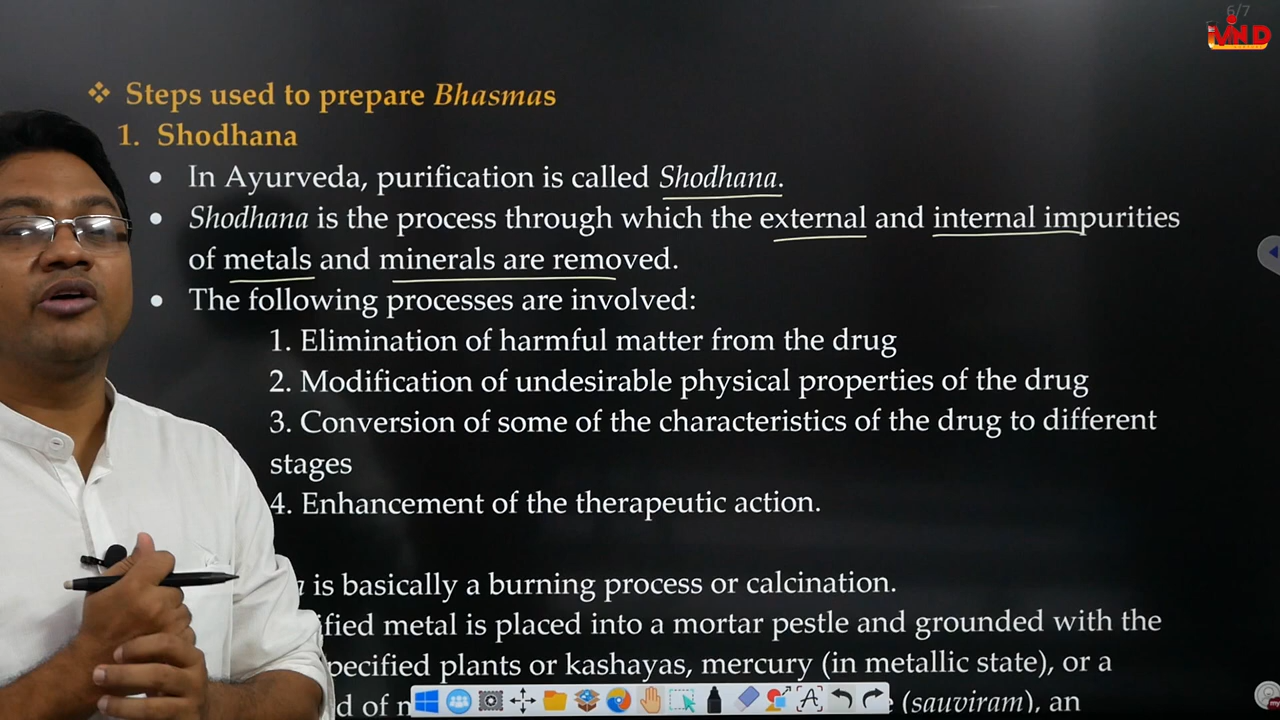 6/7
MND
❖ Steps used to prepare Bhasmas
1. Shodhana
• In Ayurveda, purification is called Shodhana.
• Shodhana is the process through which the external and internal impurities
of metals and minerals are removed.
• The following processes are involved:
1. Elimination of harmful matter from the drug
2. Modification of undesirable physical properties of the drug
3. Conversion of some of the characteristics of the drug to different
stages
4. Enhancement of the therapeutic action.
is basically a burning process or calcination.
metal is placed into a mortar pestle and grounded with the
plants or kashayas, mercury (in metallic state), or a
of
(sauviram), an